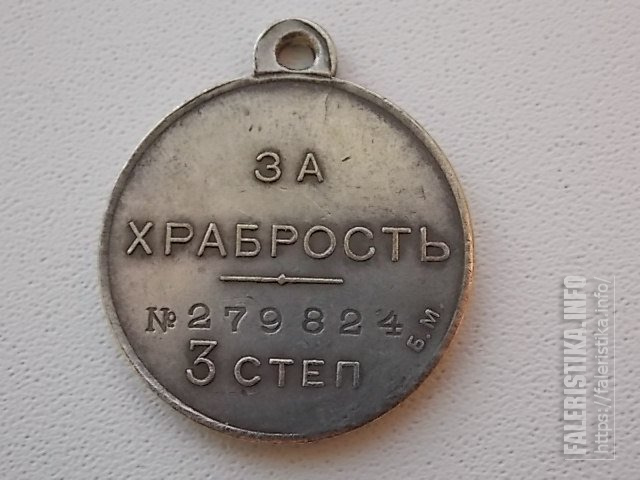 ЗА
ХРАБРОСТЬ
№ 279824
Б.М.
3 СТЕП
FALERISTIKA.INFO
https://faleristika.info